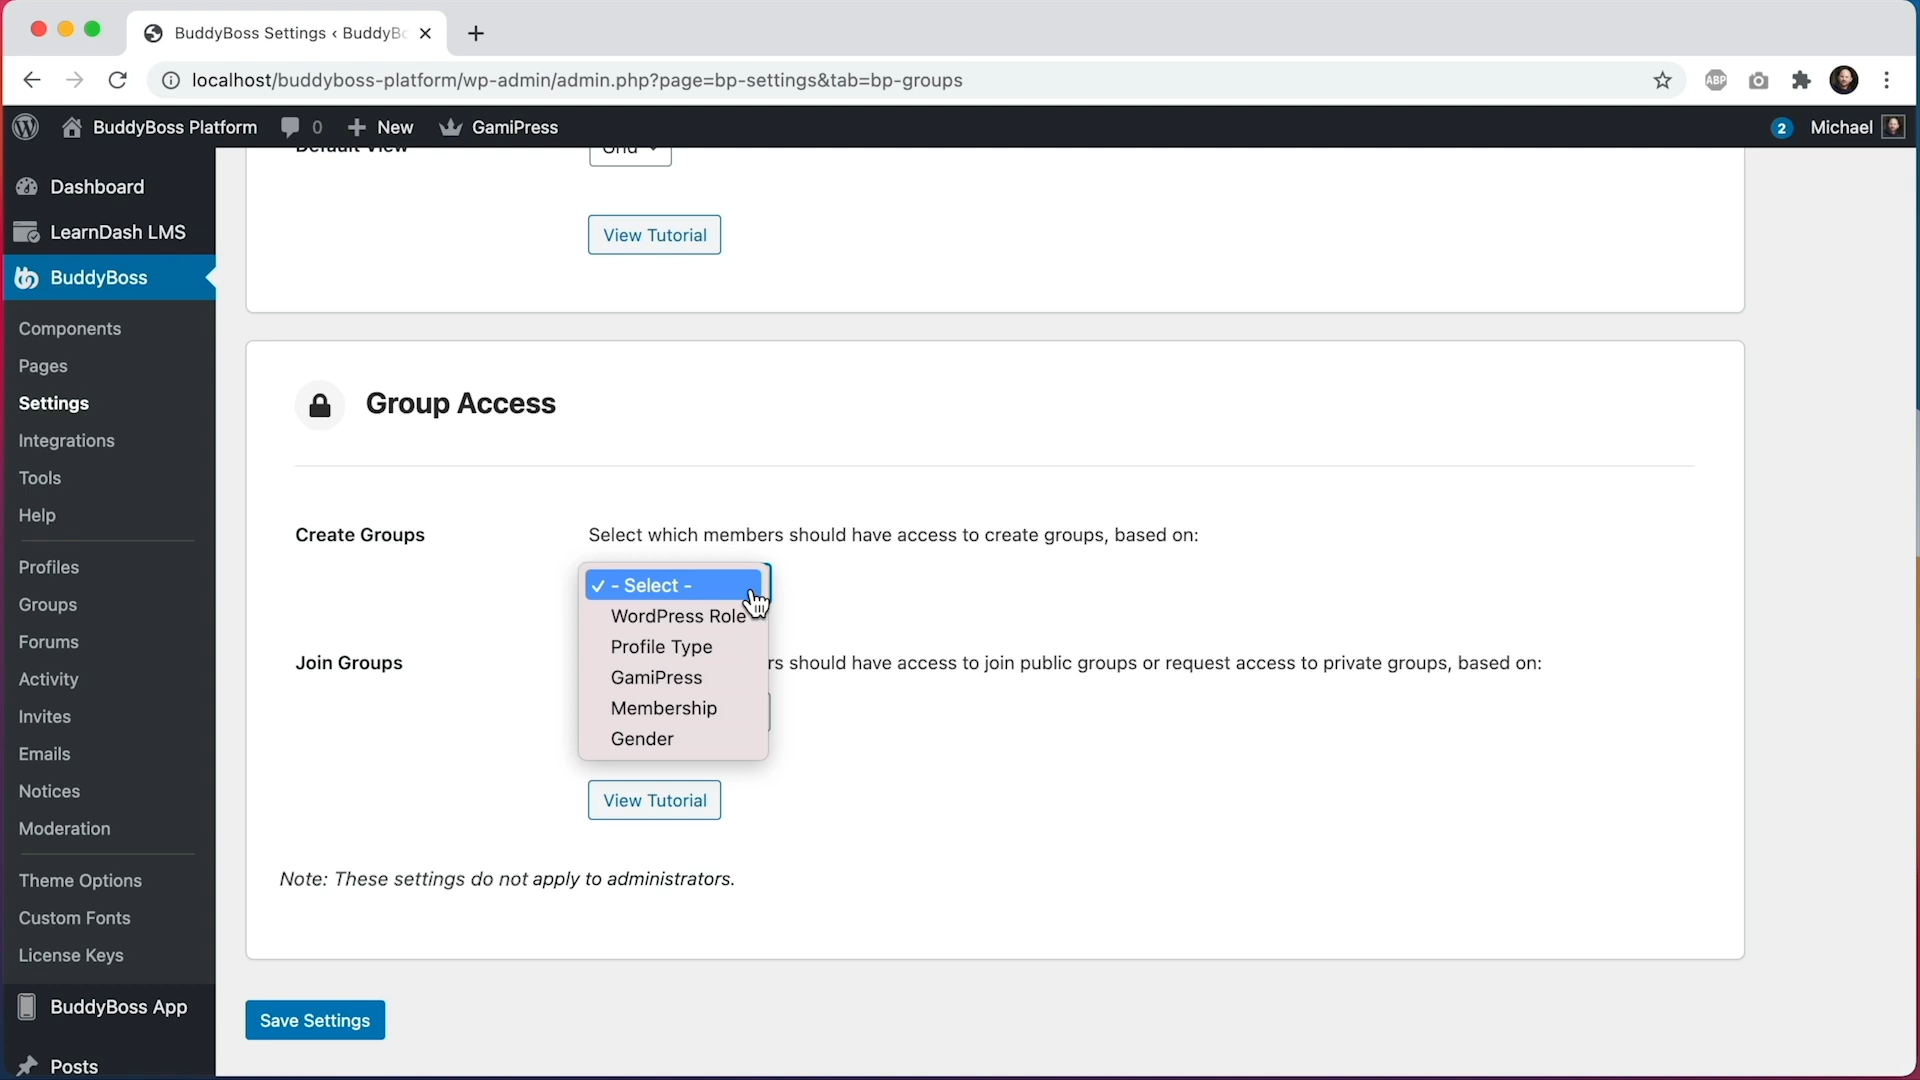 BuddyBoss Settings ‹ BuddyBo
localhost/buddyboss-platform/wp-admin/admin.php?page=bp-settings&tab=bp-groups
ABP
BuddyBoss Platform
0
New
GamiPress
2
Michael
Dashboard
LearnDash LMS
BuddyBoss
Components
Pages
Settings
Integrations
Tools
Help
Profiles
Groups
Forums
Activity
Invites
Emails
Notices
Moderation
Theme Options
Custom Fonts
License Keys
BuddyBoss App
Posts
Default View
Grid
View Tutorial
Group Access
Create Groups
Select which members should have access to create groups, based on:
- Select -
WordPress Role
Profile Type
GamiPress
Membership
Gender
Join Groups
rs should have access to join public groups or request access to private groups, based on:
View Tutorial
Note: These settings do not apply to administrators.
Save Settings